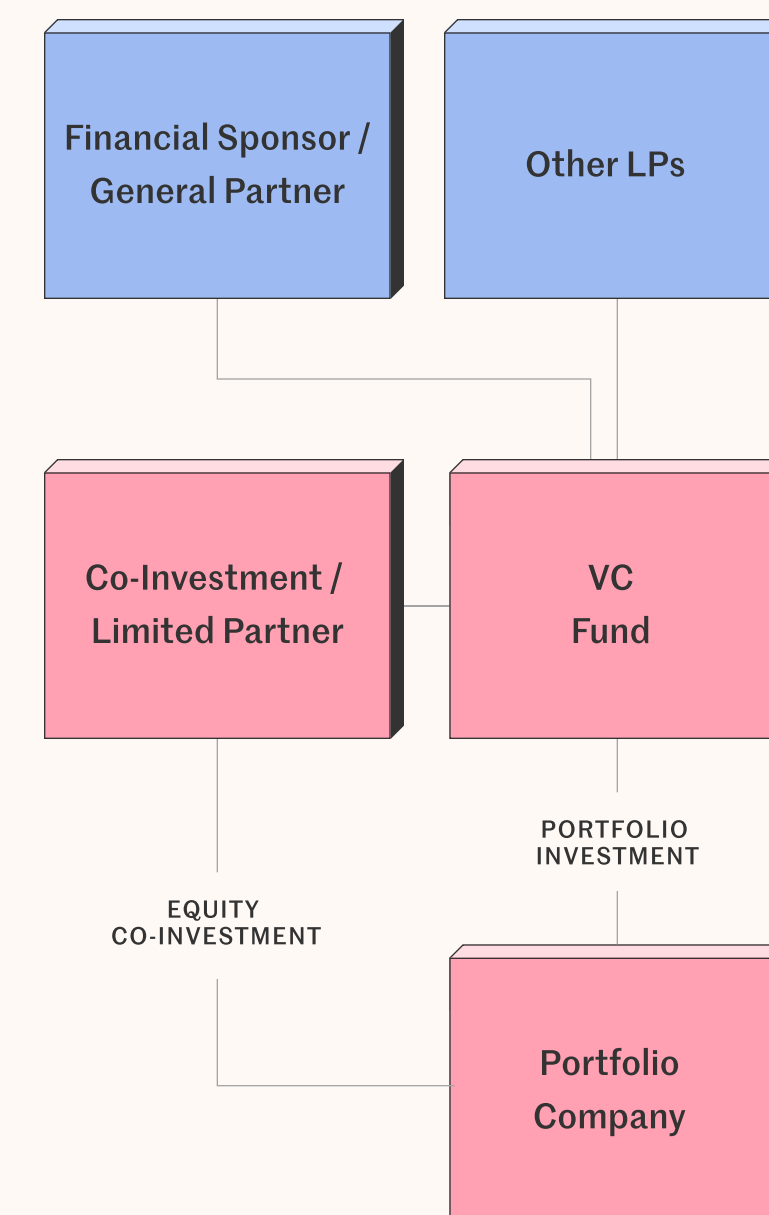 Financial Sponsor /
General Partner
Other LPs
Co-Investment /
Limited Partner
VC
Fund
PORTFOLIO
INVESTMENT
EQUITY
CO-INVESTMENT
Portfolio
Company